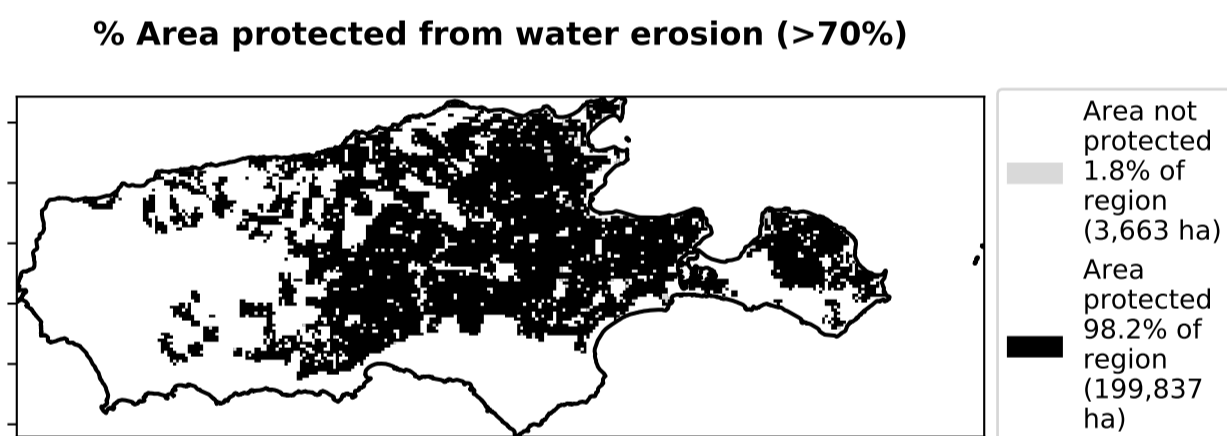 % Area protected from water erosion (>70%)
Area not
protected
1.8% of
region
(3,663 ha)
Area
protected
98.2% of
region
(199,837
ha)